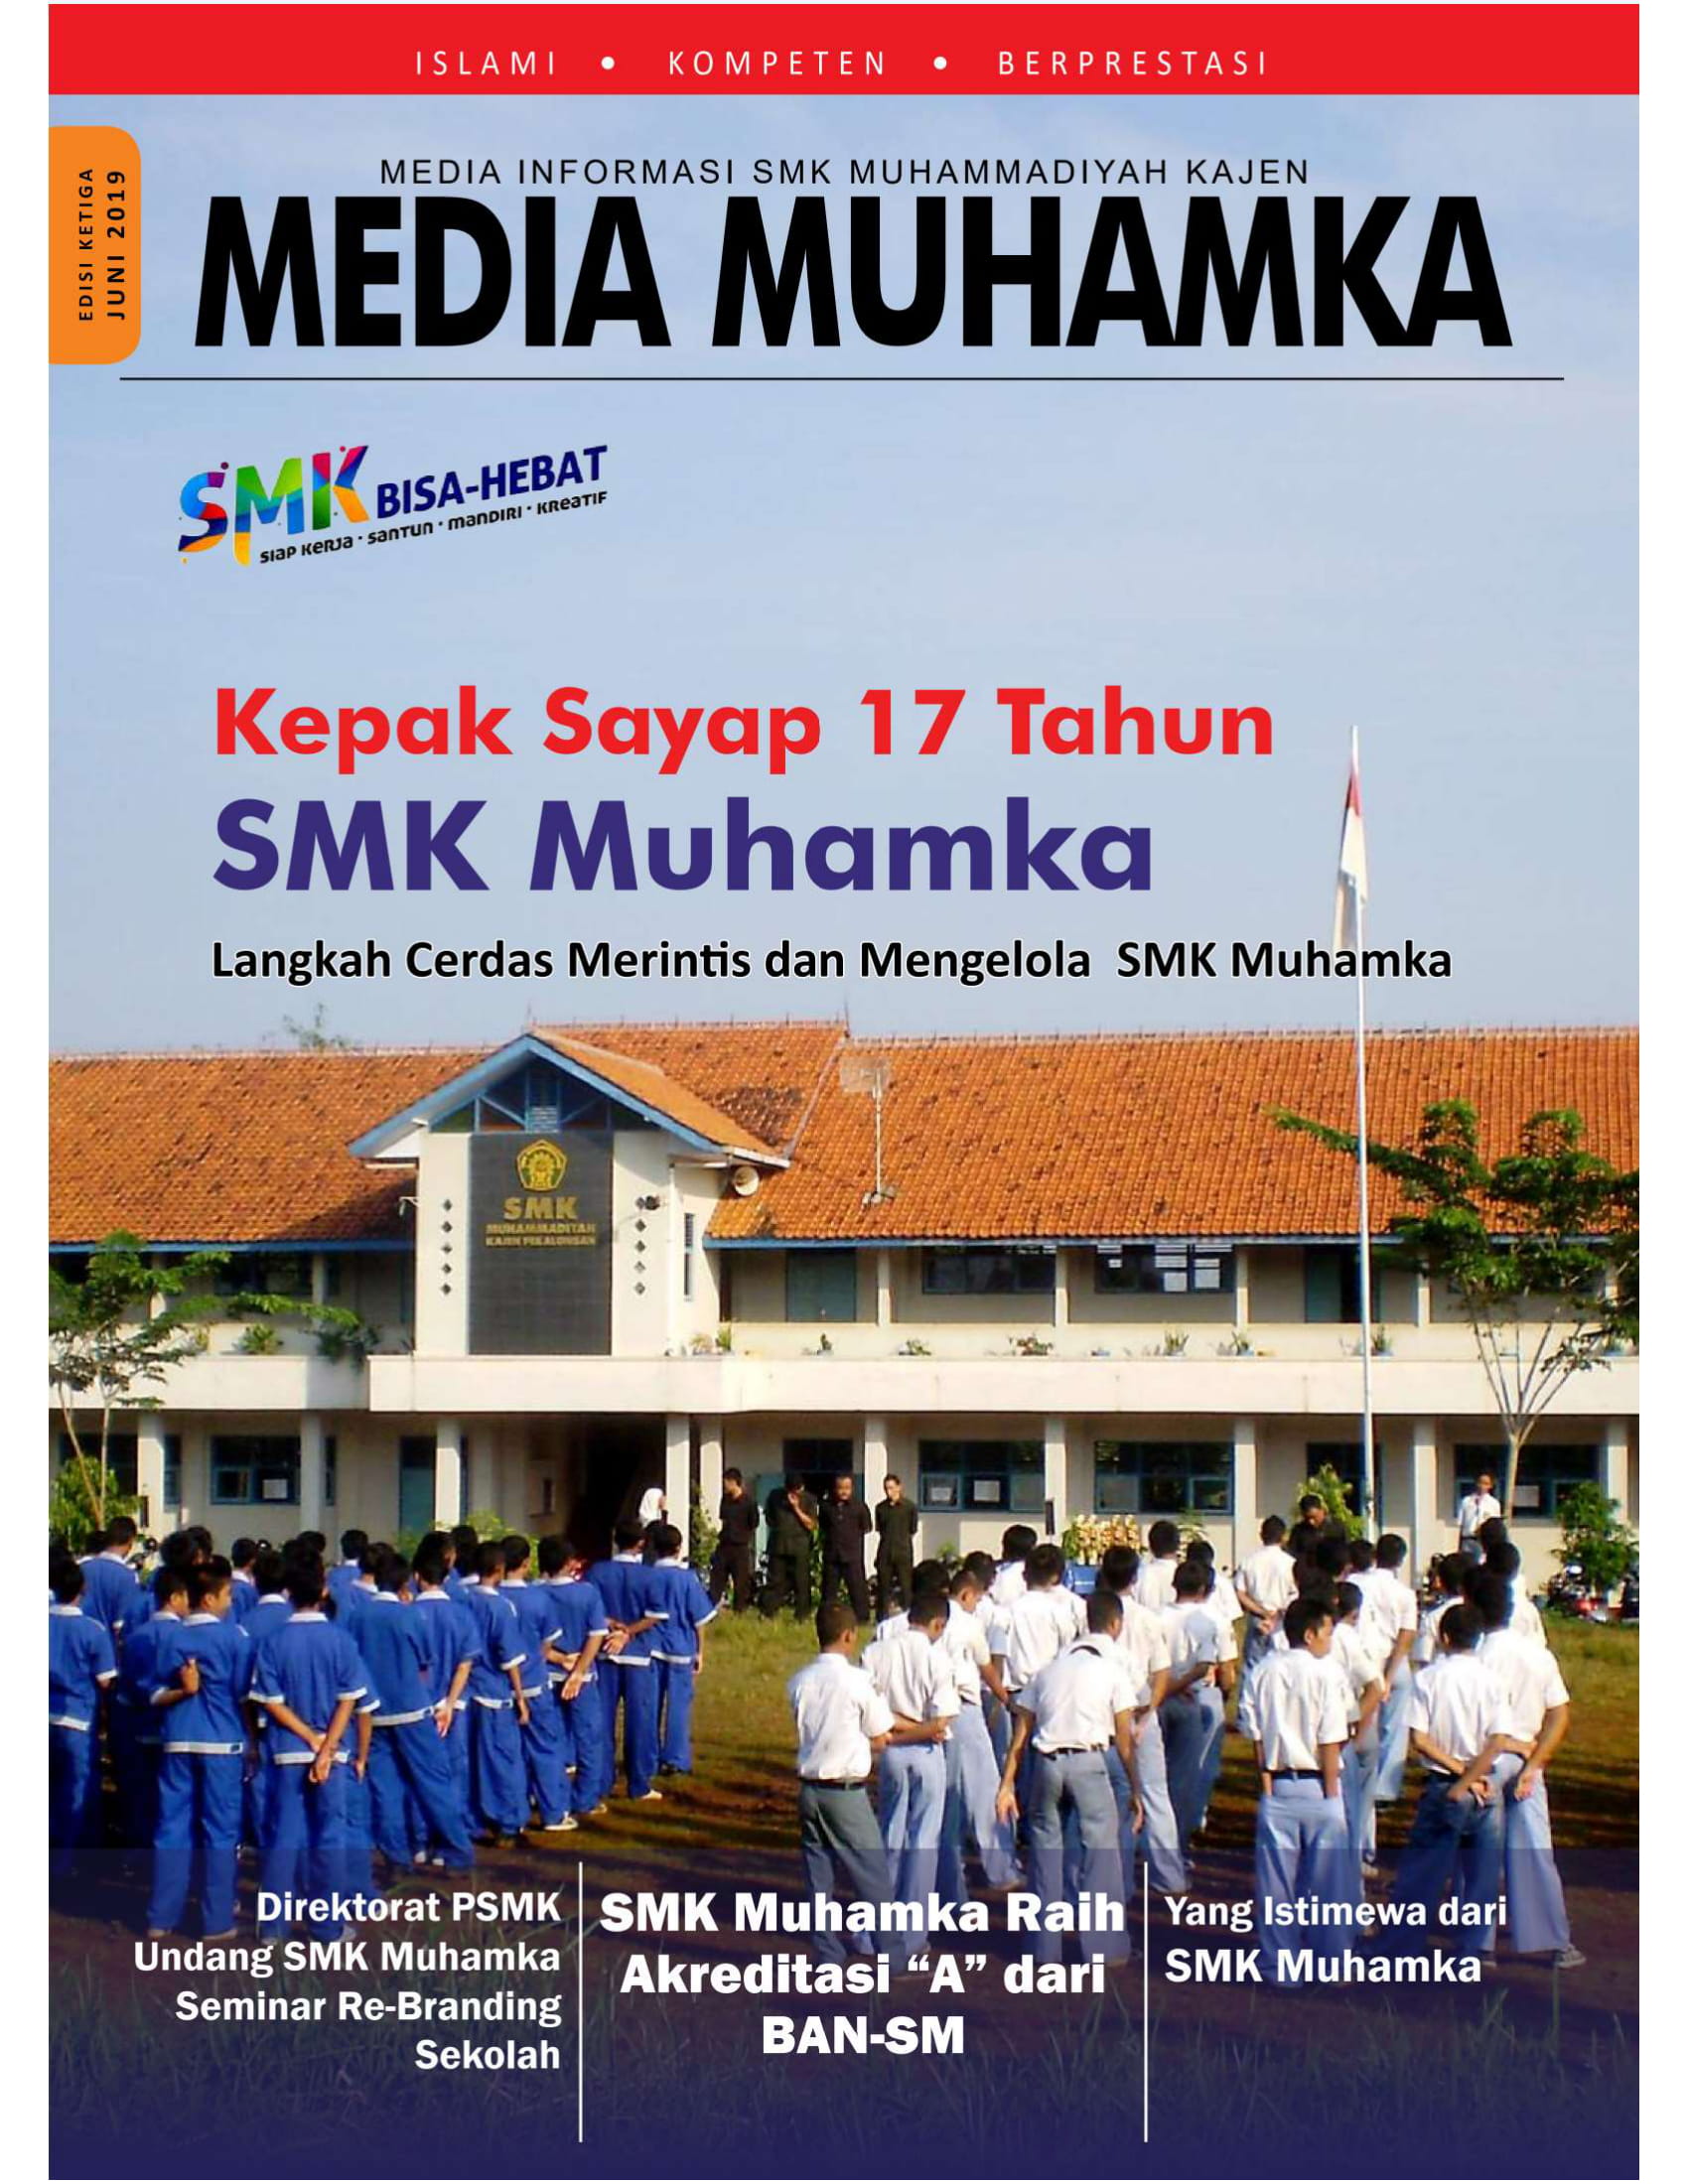 ISLAMI • KOMPETEN • BERPRESTASI
EDISI KETIGA
JUNI 2019
MEDIA INFORMASI SMK MUHAMMADIYAH KAJEN
MEDIA MUHAMKA
SMK BISA-HEBAT
SIAP KERJA · SANTUN · MANDIRI · KREATIF
Kepak Sayap 17 Tahun
SMK Muhamka
Langkah Cerdas Merintis dan Mengelola SMK Muhamka
SMK
MUHAMMADIYAH
KAJEN PEKALONGAN
Direktorat PSMK
Undang SMK Muhamka
Seminar Re-Branding
Sekolah
SMK Muhamka Raih
Akreditasi “A” dari
BAN-SM
Yang Istimewa dari
SMK Muhamka